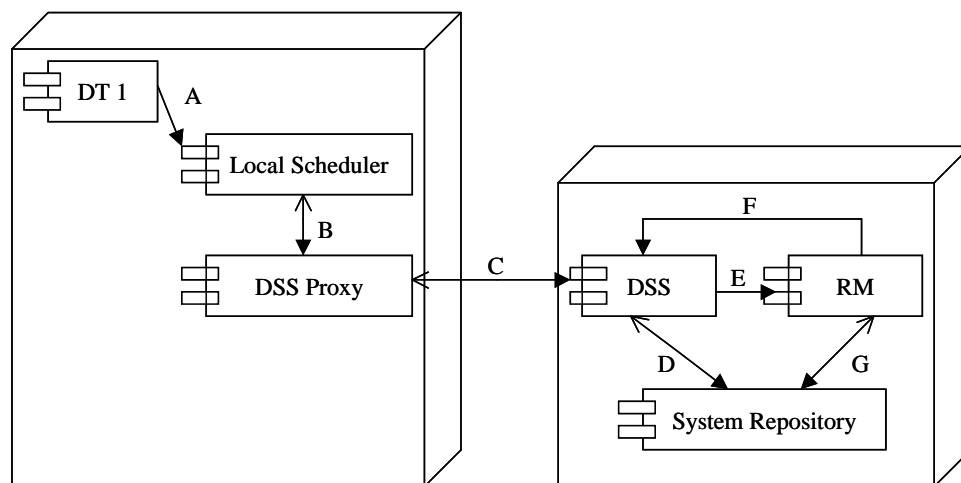 DT 1
A
Local Scheduler
B
DSS Proxy
C
F
DSS
E
RM
D
G
System Repository